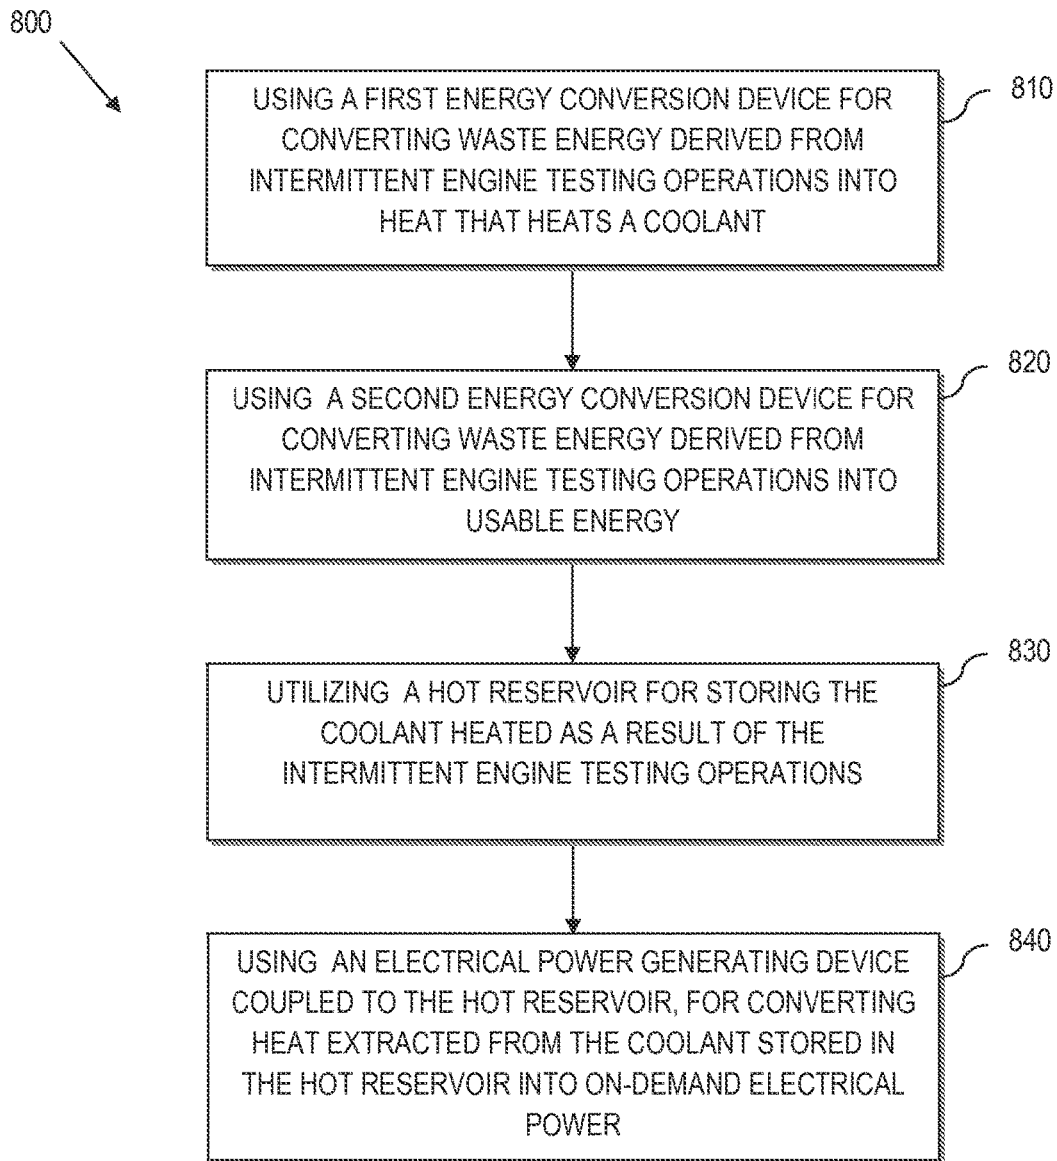 800
USING A FIRST ENERGY CONVERSION DEVICE FOR
CONVERTING WASTE ENERGY DERIVED FROM
INTERMITTENT ENGINE TESTING OPERATIONS INTO
HEAT THAT HEATS A COOLANT
810
USING A SECOND ENERGY CONVERSION DEVICE FOR
CONVERTING WASTE ENERGY DERIVED FROM
INTERMITTENT ENGINE TESTING OPERATIONS INTO
USABLE ENERGY
820
UTILIZING A HOT RESERVOIR FOR STORING THE
COOLANT HEATED AS A RESULT OF THE
INTERMITTENT ENGINE TESTING OPERATIONS
830
USING AN ELECTRICAL POWER GENERATING DEVICE
COUPLED TO THE HOT RESERVOIR, FOR CONVERTING
HEAT EXTRACTED FROM THE COOLANT STORED IN
THE HOT RESERVOIR INTO ON-DEMAND ELECTRICAL
POWER
840